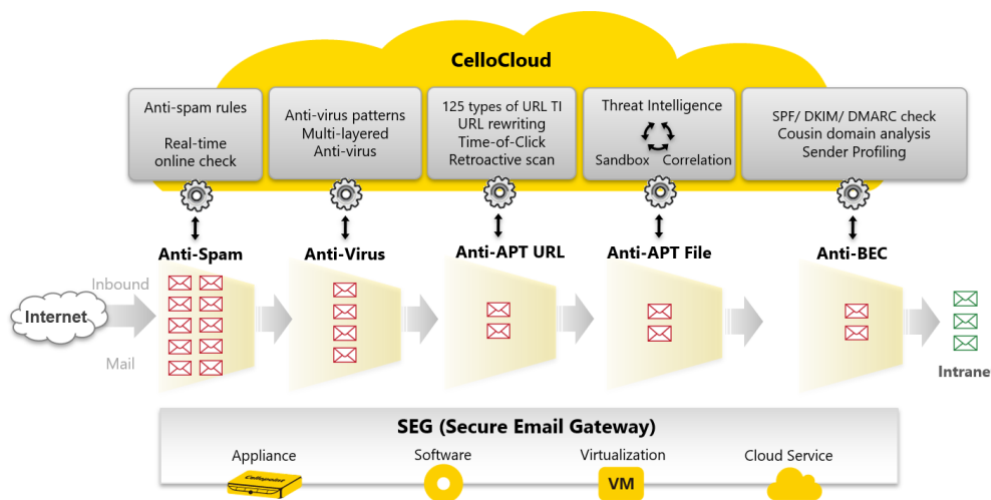 CelloCloud
Anti-spam rules
Real-time
online check
Anti-virus patterns
Multi-layered
Anti-virus
125 types of URL TI
URL rewriting
Time-of-Click
Retroactive scan
Threat Intelligence
Sandbox Correlation
SPF/ DKIM/ DMARC check
Cousin domain analysis
Sender Profiling
Anti-Spam
Anti-Virus
Anti-APT URL
Anti-APT File
Anti-BEC
Inbound
Internet
Mail
Intrane
SEG (Secure Email Gateway)
Appliance
Software
Virtualization
Cloud Service
Cellopoint
VM